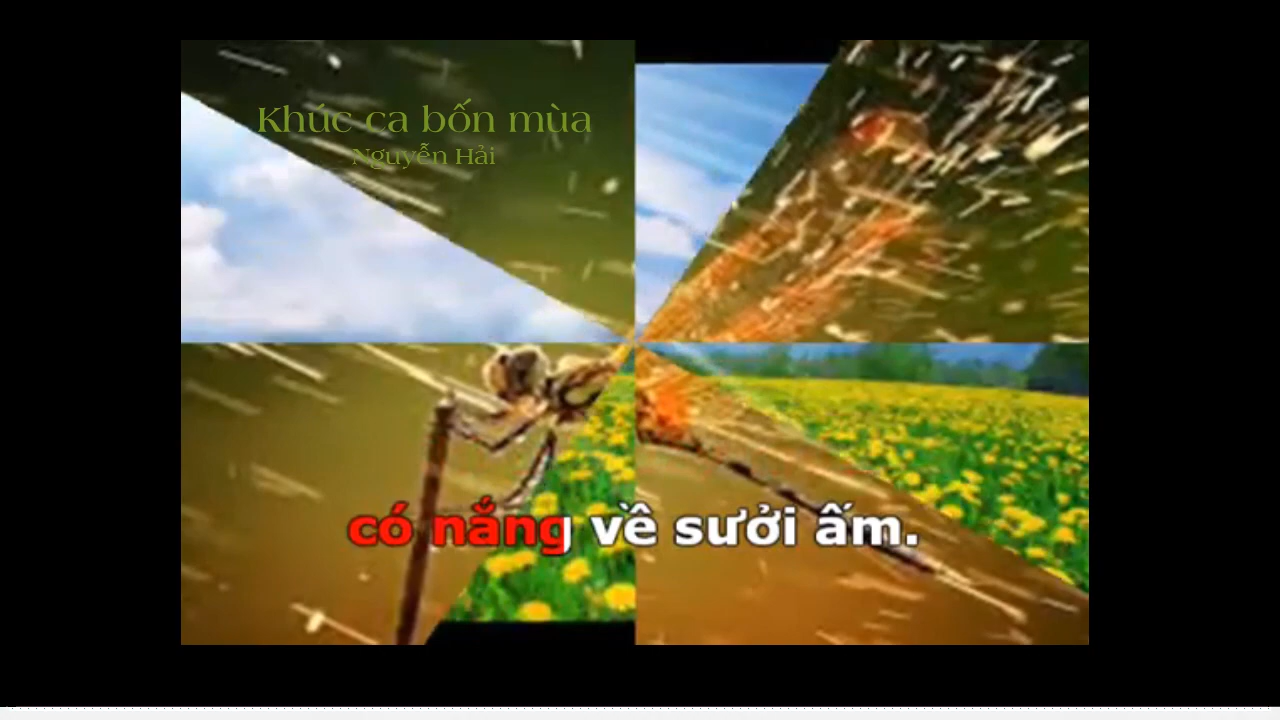 Khúc ca bốn mùa
Nguyễn Hải
có nắng về sưởi ấm.